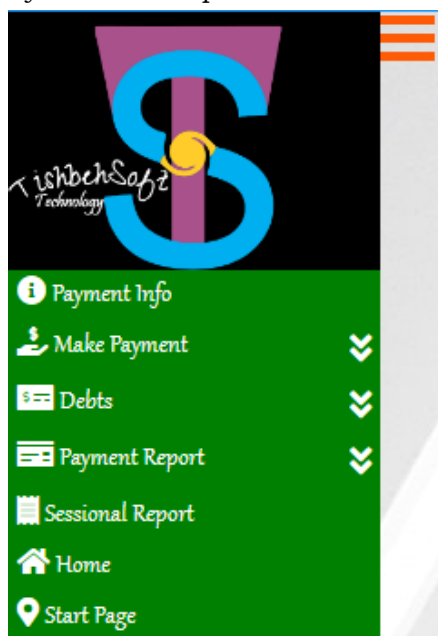 TishbehSoft
Technology
Payment Info
Make Payment
Debts
Payment Report
Sessional Report
Home
Start Page